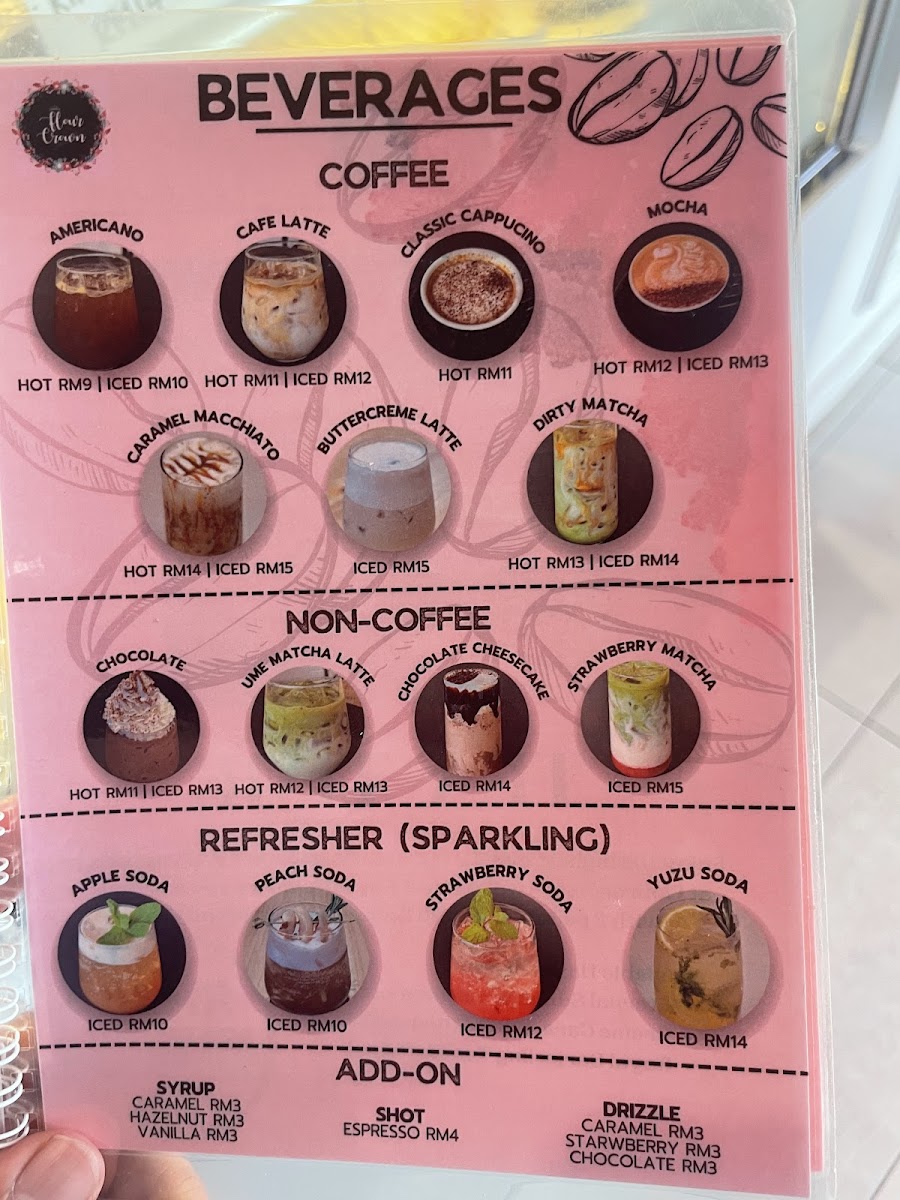 Flour
Crown
BEVERAGES
COFFEE
AMERICANO
CAFE LATTE
CLASSIC CAPPUCINO
MOCHA
HOT RM9 | ICED RM10
HOT RM11 | ICED RM12
HOT RM11
HOT RM12 | ICED RM13
CARAMEL MACCHIATO
BUTTERCREME LATTE
DIRTY MATCHA
HOT RM14 | ICED RM15
ICED RM15
HOT RM13 | ICED RM14
NON-COFFEE
CHOCOLATE
UME MATCHA LATTE
CHOCOLATE CHEESECAKE
STRAWBERRY MATCHA
HOT RM11 | ICED RM13
HOT RM12 | ICED RM13
ICED RM14
ICED RM15
REFRESHER (SPARKLING)
APPLE SODA
PEACH SODA
STRAWBERRY SODA
YUZU SODA
ICED RM10
ICED RM10
ICED RM12
ICED RM14
ADD-ON
SYRUP
CARAMEL RM3
HAZELNUT RM3
VANILLA RM3
SHOT
ESPRESSO RM4
DRIZZLE
CARAMEL RM3
STARWBERRY RM3
CHOCOLATE RM3